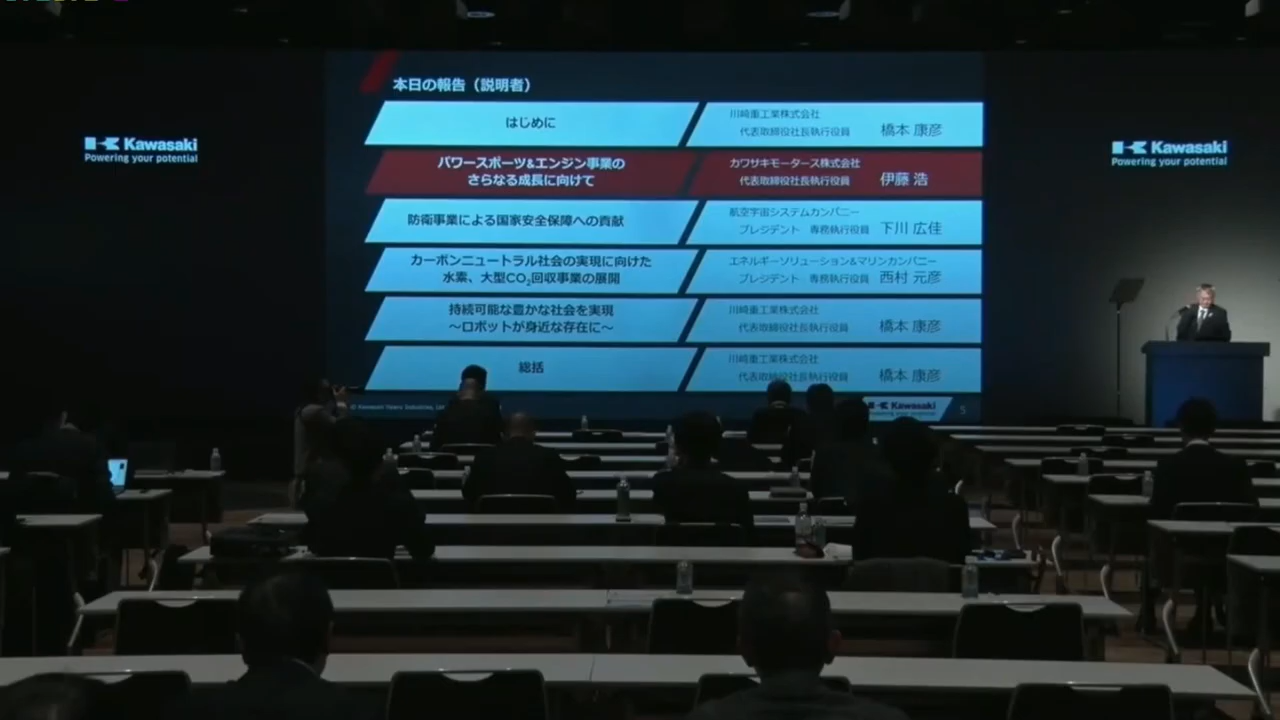 本日の報告（説明者）
はじめに
川崎重工業株式会社
代表取締役社長執行役員 橋本 康彦
パワースポーツ&エンジン事業の
さらなる成長に向けて
カワサキモータース株式会社
代表取締役社長執行役員 伊藤 浩
防衛事業による国家安全保障への貢献
航空宇宙システムカンパニー
プレジデント 専務執行役員 下川 広佳
カーボンニュートラル社会の実現に向けた
水素、大型CO₂回収事業の展開
エネルギーソリューション&マリンカンパニー
プレジデント 専務執行役員 西村 元彦
持続可能な豊かな社会を実現
～ロボットが身近な存在に～
川崎重工業株式会社
代表取締役社長執行役員 橋本 康彦
総括
川崎重工業株式会社
代表取締役社長執行役員 橋本 康彦
© Kawasaki Heavy Industries, Ltd.
Kawasaki
Powering your potential
5
Kawasaki
Powering your potential
Kawasaki
Powering your potential